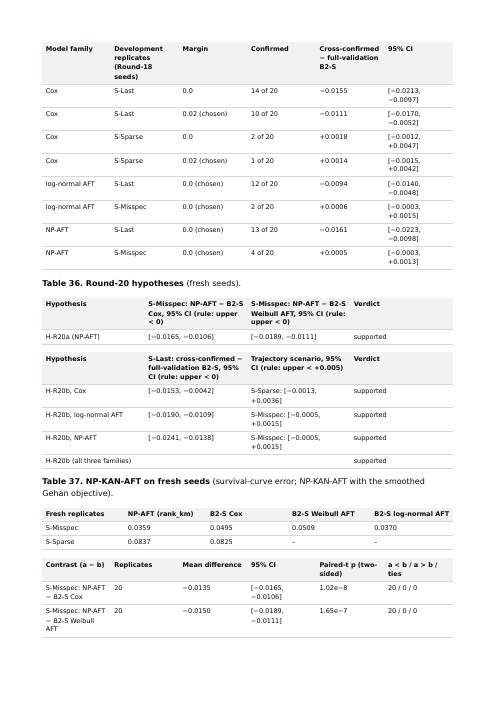 Model family Development replicates (Round-18 seeds) Margin Confirmed Cross-confirmed − full-validation B2-S 95% CI
Cox S-Last 0.0 14 of 20 −0.0155 [−0.0213, −0.0097]
Cox S-Last 0.02 (chosen) 10 of 20 −0.0111 [−0.0170, −0.0052]
Cox S-Sparse 0.0 2 of 20 +0.0018 [−0.0012, +0.0047]
Cox S-Sparse 0.02 (chosen) 1 of 20 +0.0014 [−0.0015, +0.0042]
log-normal AFT S-Last 0.0 (chosen) 12 of 20 −0.0094 [−0.0140, −0.0048]
log-normal AFT S-Misspec 0.0 (chosen) 2 of 20 +0.0006 [−0.0003, +0.0015]
NP-AFT S-Last 0.0 (chosen) 13 of 20 −0.0161 [−0.0223, −0.0098]
NP-AFT S-Misspec 0.0 (chosen) 4 of 20 +0.0005 [−0.0003, +0.0013]
Table 36. Round-20 hypotheses (fresh seeds).
Hypothesis S-Misspec: NP-AFT − B2-S Cox, 95% CI (rule: upper < 0) S-Misspec: NP-AFT − B2-S Weibull AFT, 95% CI (rule: upper < 0) Verdict
H-R20a (NP-AFT) [−0.0165, −0.0106] [−0.0189, −0.0111] supported
Hypothesis S-Last: cross-confirmed − full-validation B2-S, 95% CI (rule: upper < 0) Trajectory scenario, 95% CI (rule: upper < +0.005) Verdict
H-R20b, Cox [−0.0153, −0.0042] S-Sparse: [−0.0013, +0.0036] supported
H-R20b, log-normal AFT [−0.0190, −0.0109] S-Misspec: [−0.0005, +0.0015] supported
H-R20b, NP-AFT [−0.0241, −0.0138] S-Misspec: [−0.0005, +0.0015] supported
H-R20b (all three families) supported
Table 37. NP-KAN-AFT on fresh seeds (survival-curve error; NP-KAN-AFT with the smoothed
Gehan objective).
Fresh replicates NP-AFT (rank_km) B2-S Cox B2-S Weibull AFT B2-S log-normal AFT
S-Misspec 0.0359 0.0495 0.0509 0.0370
S-Sparse 0.0837 0.0825 – –
Contrast (a − b) Replicates Mean difference 95% CI Paired-t p (two-sided) a < b / a > b / ties
S-Misspec: NP-AFT − B2-S Cox 20 −0.0135 [−0.0165, −0.0106] 1.02e−8 20 / 0 / 0
S-Misspec: NP-AFT − B2-S Weibull AFT 20 −0.0150 [−0.0189, −0.0111] 1.65e−7 20 / 0 / 0